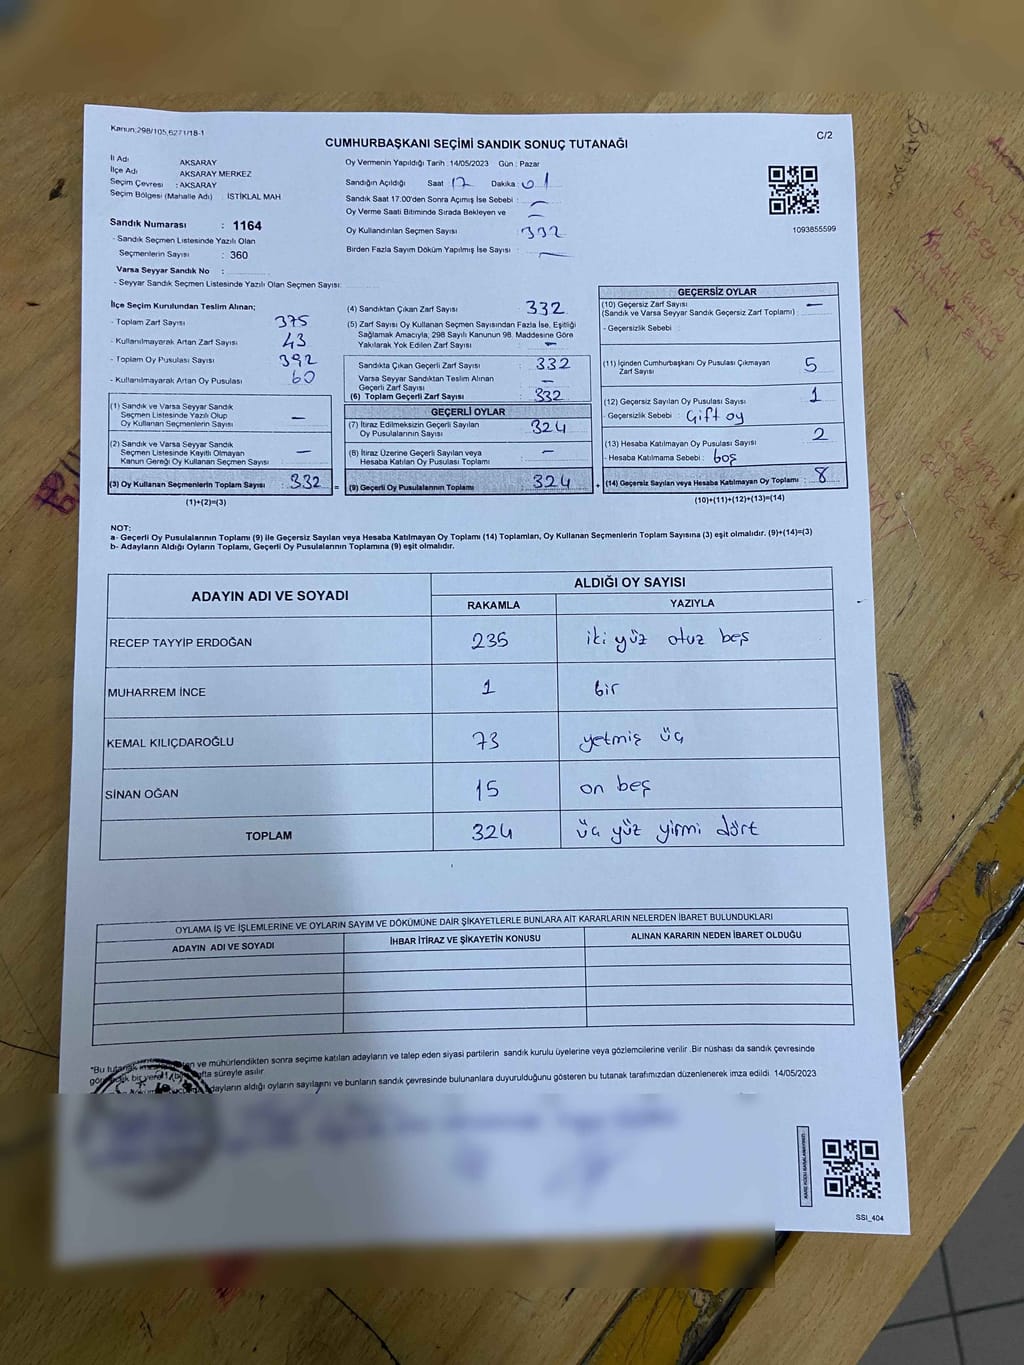 Kanun:298/105,6271/18-1
C/2
CUMHURBAŞKANI SEÇİMİ SANDIK SONUÇ TUTANAĞI
İl Adı AKSARAY
İlçe Adı AKSARAY MERKEZ
Seçim Çevresi : AKSARAY
Seçim Bölgesi (Mahalle Adı) İSTİKLAL MAH
Sandık Numarası : 1164
- Sandık Seçmen Listesinde Yazılı Olan
Seçmenlerin Sayısı : 360
Varsa Seyyar Sandık No :
- Seyyar Sandık Seçmen Listesinde Yazılı Olan Seçmen Sayısı:
Oy Vermenin Yapıldığı Tarih : 14/05/2023 Gün : Pazar
Sandığın Açıldığı Saat 17 Dakika 01
Sandık Saat 17:00'den Sonra Açımış İse Sebebi : —
Oy Verme Saati Bitiminde Sırada Bekleyen ve —
Oy Kullandırılan Seçmen Sayısı 332
Birden Fazla Sayım Döküm Yapılmış İse Sayısı : —
1093855599
İlçe Seçim Kurulundan Teslim Alınan;
- Toplam Zarf Sayısı 375
- Kullanılmayarak Artan Zarf Sayısı 43
- Toplam Oy Pusulası Sayısı 392
- Kullanılmayarak Artan Oy Pusulası 60
(1) Sandık ve Varsa Seyyar Sandık
Seçmen Listesinde Yazılı Olup
Oy Kullanan Seçmenlerin Sayısı —
(2) Sandık ve Varsa Seyyar Sandık
Seçmen Listesinde Kayıtlı Olmayan
Kanun Gereği Oy Kullanan Seçmen Sayısı —
(3) Oy Kullanan Seçmenlerin Toplam Sayısı : 332
(1)+(2)=(3)
=
(4) Sandıktan Çıkan Zarf Sayısı 332
(5) Zarf Sayısı Oy Kullanan Seçmen Sayısından Fazla İse, Eşitliği
Sağlamak Amacıyla, 298 Sayılı Kanunun 98. Maddesine Göre
Yakılarak Yok Edilen Zarf Sayısı —
Sandıkta Çıkan Geçerli Zarf Sayısı : 332
Varsa Seyyar Sandıktan Teslim Alınan
Geçerli Zarf Sayısı —
(6) Toplam Geçerli Zarf Sayısı : 332
GEÇERLİ OYLAR
(7) İtiraz Edilmeksizin Geçerli Sayılan
Oy Pusulalarının Sayısı : 324
(8) İtiraz Üzerine Geçerli Sayılan veya
Hesaba Katılan Oy Pusulası Toplamı : —
(9) Geçerli Oy Pusulalarının Toplamı : 324
+
GEÇERSİZ OYLAR
(10) Geçersiz Zarf Sayısı —
(Sandık ve Varsa Seyyar Sandık Geçersiz Zarf Toplamı)
- Geçersizlik Sebebi :
(11) İçinden Cumhurbaşkanı Oy Pusulası Çıkmayan
Zarf Sayısı 5
(12) Geçersiz Sayılan Oy Pusulası Sayısı 1
- Geçersizlik Sebebi : Çift oy
(13) Hesaba Katılmayan Oy Pusulası Sayısı 2
- Hesaba Katılmama Sebebi : boş
(14) Geçersiz Sayılan veya Hesaba Katılmayan Oy Toplamı : 8
(10)+(11)+(12)+(13)=(14)
NOT:
a- Geçerli Oy Pusulalarının Toplamı (9) ile Geçersiz Sayılan veya Hesaba Katılmayan Oy Toplamı (14) Toplamları, Oy Kullanan Seçmenlerin Toplam Sayısına (3) eşit olmalıdır. (9)+(14)=(3)
b- Adayların Aldığı Oyların Toplamı, Geçerli Oy Pusulalarının Toplamına (9) eşit olmalıdır.
ADAYIN ADI VE SOYADI ALDIĞI OY SAYISI
RAKAMLA YAZIYLA
RECEP TAYYİP ERDOĞAN 235 iki yüz otuz beş
MUHARREM İNCE 1 bir
KEMAL KILIÇDAROĞLU 73 yetmiş üç
SİNAN OĞAN 15 on beş
TOPLAM 324 üç yüz yirmi dört
OYLAMA İŞ VE İŞLEMLERİNE VE OYLARIN SAYIM VE DÖKÜMÜNE DAİR ŞİKAYETLERLE BUNLARA AİT KARARLARIN NELERDEN İBARET BULUNDUKLARI
ADAYIN ADI VE SOYADI İHBAR İTİRAZ VE ŞİKAYETİN KONUSU ALINAN KARARIN NEDEN İBARET OLDUĞU
"Bu ve mühürlendikten sonra seçime katılan adayların ve talep eden siyasi partilerin sandık kurulu üyelerine veya gözlemcilerine verilir. Bir nüshası da sandık çevresinde
bir süreyle asılır
adayların aldığı oyların sayılarını ve bunların sandık çevresinde bulunanlara duyurulduğunu gösteren bu tutanak tarafımızdan düzenlenerek imza edildi. 14/05/2023
SSI_404